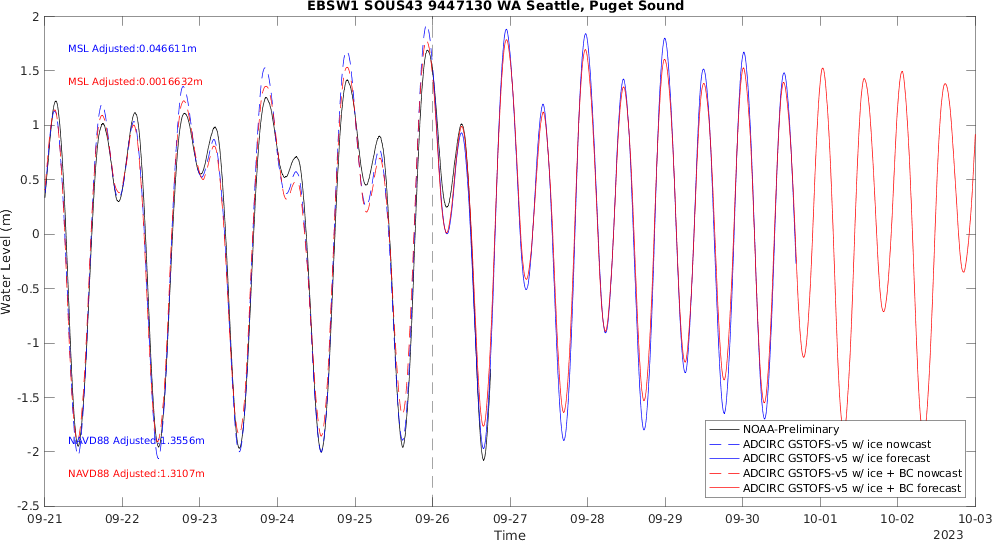 EBSW1 SOUS43 9447130 WA Seattle, Puget Sound
2
1.5
1
0.5
0
-0.5
-1
-1.5
-2
-2.5
Water Level (m)
MSL Adjusted:0.046611m
MSL Adjusted:0.0016632m
NAVD88 Adjusted:1.3556m
NAVD88 Adjusted:1.3107m
NOAA-Preliminary
ADCIRC GSTOFS-v5 w/ ice nowcast
ADCIRC GSTOFS-v5 w/ ice forecast
ADCIRC GSTOFS-v5 w/ ice + BC nowcast
ADCIRC GSTOFS-v5 w/ ice + BC forecast
09-21 09-22 09-23 09-24 09-25 09-26 09-27 09-28 09-29 09-30 10-01 10-02 10-03
Time
2023